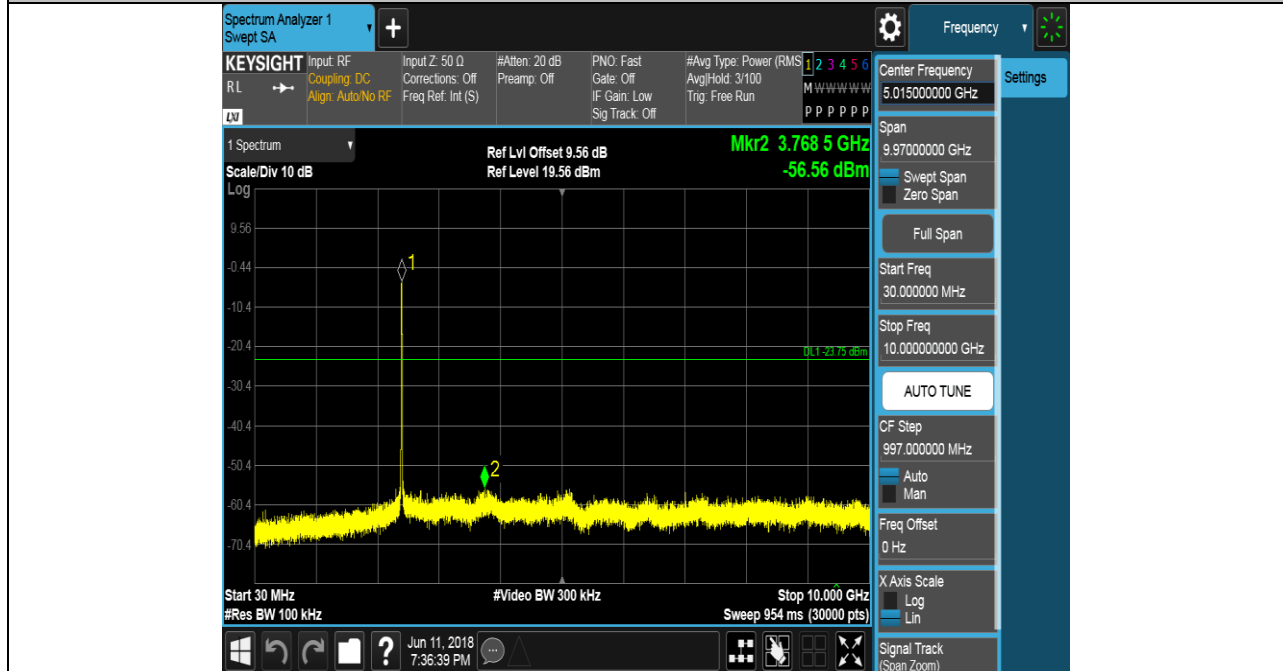 Spectrum Analyzer 1
Swept SA
Frequency
KEYSIGHT
RL
LXI
Input: RF
Coupling: DC
Align: Auto/No RF
Input Z: 50 Ω
Corrections: Off
Freq Ref: Int (S)
#Atten: 20 dB
Preamp: Off
PNO: Fast
Gate: Off
IF Gain: Low
Sig Track: Off
#Avg Type: Power (RMS
Avg|Hold: 3/100
Trig: Free Run
1 2 3 4 5 6
M W W W W W
P P P P P P
1 Spectrum
Scale/Div 10 dB
Log
Ref Lvl Offset 9.56 dB
Ref Level 19.56 dBm
Mkr2 3.768 5 GHz
-56.56 dBm
9.56
-0.44
-10.4
-20.4
-30.4
-40.4
-50.4
-60.4
-70.4
1
2
DL1 -23.75 dBm
Start 30 MHz
#Res BW 100 kHz
#Video BW 300 kHz
Stop 10.000 GHz
Sweep 954 ms (30000 pts)
Center Frequency
5.015000000 GHz
Settings
Span
9.97000000 GHz
Swept Span
Zero Span
Full Span
Start Freq
30.000000 MHz
Stop Freq
10.000000000 GHz
AUTO TUNE
CF Step
997.000000 MHz
Auto
Man
Freq Offset
0 Hz
X Axis Scale
Log
Lin
Signal Track
(Span Zoom)
?
Jun 11, 2018
7:36:39 PM